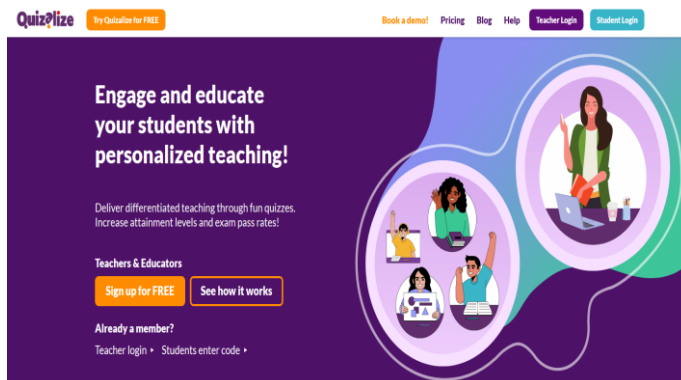 Quizalize
Try Quizalize for FREE
Book a demo! Pricing Blog Help Teacher Login Student Login
Engage and educate
your students with
personalized teaching!
Deliver differentiated teaching through fun quizzes.
Increase attainment levels and exam pass rates!
Teachers & Educators
Sign up for FREE See how it works
Already a member?
Teacher login ▸ Students enter code ▸